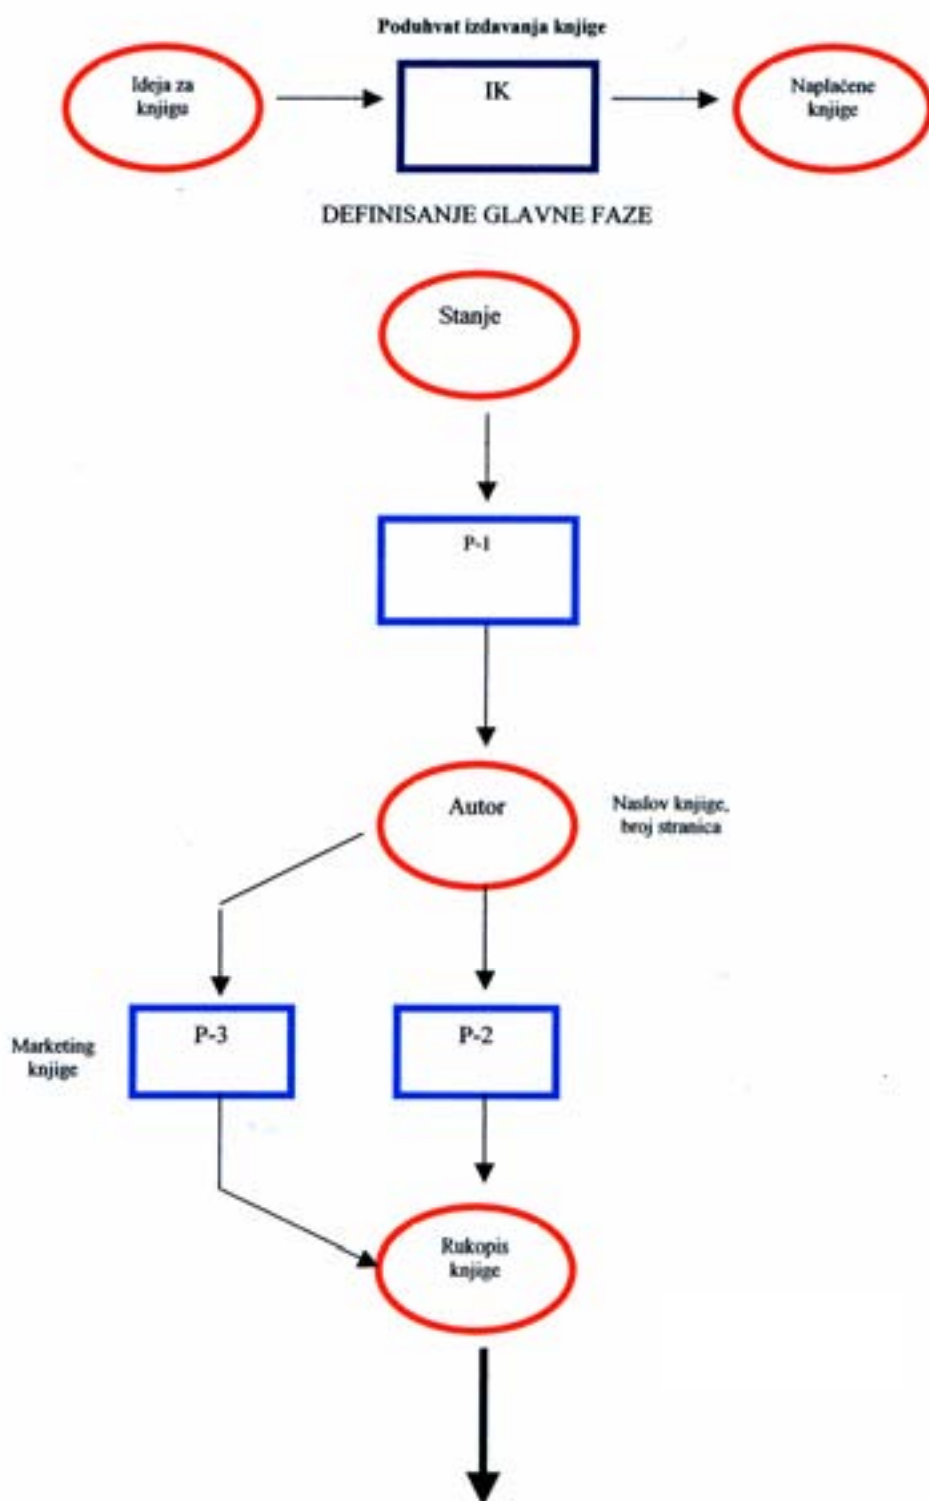 Poduhvat izdavanja knjige
Ideja za
knjigu
IK
Naplaćene
knjige
DEFINISANJE GLAVNE FAZE
Stanje
P-1
Autor
Naslov knjige,
broj stranica
Marketing
knjige
P-3
P-2
Rukopis
knjige